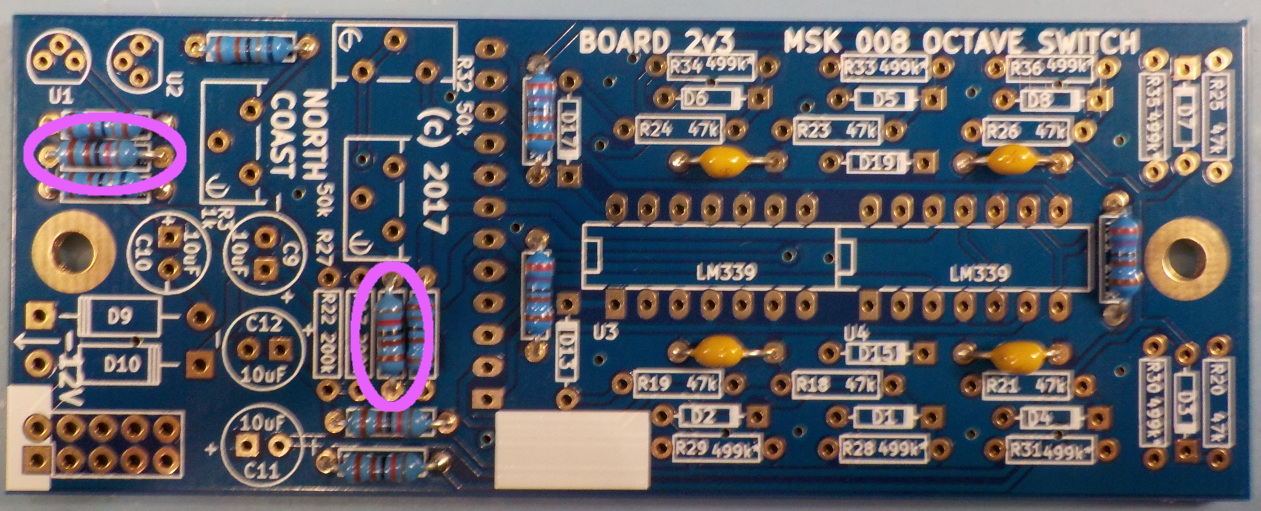 BOARD 2v3 MSK 008 OCTAVE SWITCH
U1
U2
NORTH
COAST
(c) 2017
R32 50k
50k R27
R3
1k
R22 200k
C10
10uF
C9
10uF
C12
10uF
C11
10uF
D9
D10
-12V
D17
D13
R34 499k*
R33 499k*
R36 499k*
D6
D5
D8
R24 47k
R23 47k
R26 47k
D19
R35 499k
D7
R25 47k
LM339
LM339
U3
U4
D15
R19 47k
R18 47k
R21 47k
D2
D1
D4
R29 499k*
R28 499k*
R31 499k*
R30 499k
D3
R20 47k